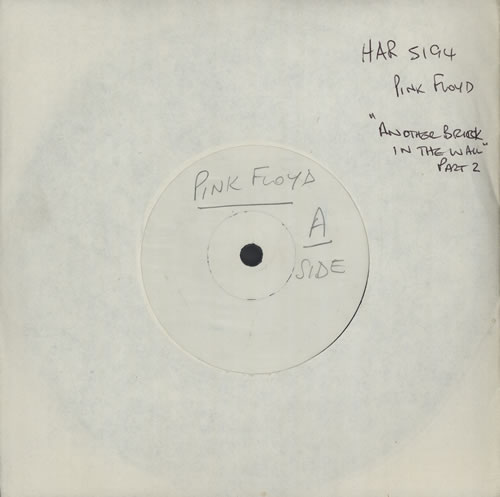 HAR 5194
PINK FLOYD
"ANOTHER BRICK
IN THE WALL"
PART 2
PINK FLOYD
A
SIDE